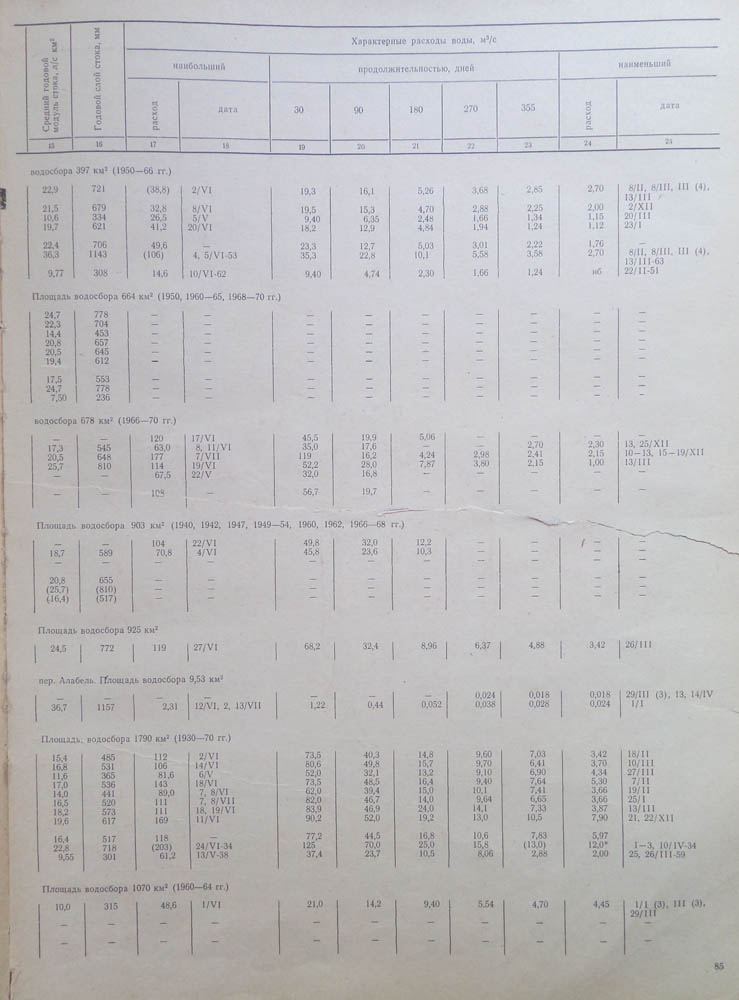 Средний годовой модуль стока, л/с км² | Годовой слой стока, мм | Характерные расходы воды, м³/с
наибольший | продолжительностью, дней | наименьший
расход | дата | 30 | 90 | 180 | 270 | 355 | расход | дата
15 | 16 | 17 | 18 | 19 | 20 | 21 | 22 | 23 | 24 | 25
водосбора 397 км² (1950—66 гг.)
22,9 | 721 | (38,8) | 2/VI | 19,3 | 16,1 | 5,26 | 3,68 | 2,85 | 2,70 | 8/II, 8/III, III (4),
13/III
21,5 | 679 | 32,8 | 8/VI | 19,5 | 15,3 | 4,70 | 2,88 | 2,25 | 2,00 | 2/XII
10,6 | 334 | 26,5 | 5/V | 9,40 | 6,35 | 2,48 | 1,66 | 1,34 | 1,15 | 20/III
19,7 | 621 | 41,2 | 20/VI | 18,2 | 12,9 | 4,84 | 1,94 | 1,24 | 1,12 | 23/I
22,4 | 706 | 49,6 | — | 23,3 | 12,7 | 5,03 | 3,01 | 2,22 | 1,76 | —
36,3 | 1143 | (106) | 4, 5/VI-53 | 35,3 | 22,8 | 10,1 | 5,58 | 3,58 | 2,70 | 8/II, 8/III, III (4),
13/III-63
9,77 | 308 | 14,6 | 10/VI-62 | 9,40 | 4,74 | 2,30 | 1,66 | 1,24 | нб | 22/II-51
Площадь водосбора 664 км² (1950, 1960—65, 1968—70 гг.)
24,7 | 778 | — | — | — | — | — | — | — | — | —
22,3 | 704 | — | — | — | — | — | — | — | — | —
14,4 | 453 | — | — | — | — | — | — | — | — | —
20,8 | 657 | — | — | — | — | — | — | — | — | —
20,5 | 645 | — | — | — | — | — | — | — | — | —
19,4 | 612 | — | — | — | — | — | — | — | — | —
17,5 | 553 | — | — | — | — | — | — | — | — | —
24,7 | 778 | — | — | — | — | — | — | — | — | —
7,50 | 236 | — | — | — | — | — | — | — | — | —
водосбора 678 км² (1966—70 гг.)
— | — | 120 | 17/VI | 45,5 | 19,9 | 5,06 | — | — | — | —
17,3 | 545 | 63,0 | 8, 11/VI | 35,0 | 17,6 | — | — | 2,70 | 2,30 | 13, 25/XII
20,5 | 648 | 177 | 7/VII | 119 | 16,2 | 4,24 | 2,98 | 2,41 | 2,15 | 10—13, 15—19/XII
25,7 | 810 | 114 | 19/VI | 52,2 | 28,0 | 7,87 | 3,80 | 2,15 | 1,00 | 13/III
— | — | 67,5 | 22/V | 32,0 | 16,8 | — | — | — | — | —
— | — | 108 | — | 56,7 | 19,7 | — | — | — | — | —
Площадь водосбора 903 км² (1940, 1942, 1947, 1949—54, 1960, 1962, 1966—68 гг.)
— | — | 104 | 22/VI | 49,8 | 32,0 | 12,2 | — | — | — | —
18,7 | 589 | 70,8 | 4/VI | 45,8 | 23,6 | 10,3 | — | — | — | —
— | — | — | — | — | — | — | — | — | — | —
20,8 | 655 | — | — | — | — | — | — | — | — | —
(25,7) | (810) | — | — | — | — | — | — | — | — | —
(16,4) | (517) | — | — | — | — | — | — | — | — | —
Площадь водосбора 925 км²
24,5 | 772 | 119 | 27/VI | 68,2 | 32,4 | 8,96 | 6,37 | 4,88 | 3,42 | 26/III
пер. Алабель. Площадь водосбора 9,53 км²
— | — | — | — | — | — | — | 0,024 | 0,018 | 0,018 | 29/III (3), 13, 14/IV
36,7 | 1157 | 2,31 | 12/VI, 2, 13/VII | 1,22 | 0,44 | 0,052 | 0,038 | 0,028 | 0,024 | 1/I
Площадь водосбора 1790 км² (1930—70 гг.)
15,4 | 485 | 112 | 2/VI | 73,5 | 40,3 | 14,8 | 9,60 | 7,03 | 3,42 | 18/II
16,8 | 531 | 106 | 14/VI | 80,6 | 49,8 | 15,7 | 9,70 | 6,41 | 3,70 | 10/III
11,6 | 365 | 81,6 | 6/V | 52,0 | 32,1 | 13,2 | 9,10 | 6,90 | 4,34 | 27/III
17,0 | 536 | 143 | 18/VI | 73,5 | 48,5 | 16,4 | 9,40 | 7,64 | 5,30 | 7/II
14,0 | 441 | 89,0 | 7, 8/VI | 62,0 | 39,4 | 15,0 | 10,1 | 7,41 | 3,66 | 19/II
16,5 | 520 | 111 | 7, 8/VII | 82,0 | 46,7 | 14,0 | 9,64 | 6,65 | 3,66 | 25/I
18,2 | 573 | 111 | 18, 19/VI | 83,9 | 46,9 | 24,0 | 14,1 | 7,33 | 3,87 | 13/III
19,6 | 617 | 169 | 11/VI | 90,2 | 52,0 | 19,2 | 13,0 | 10,5 | 7,90 | 21, 22/XII
16,4 | 517 | 118 | — | 77,2 | 44,5 | 16,8 | 10,6 | 7,83 | 5,97
22,8 | 718 | (203) | 24/VI-34 | 125 | 70,0 | 25,0 | 15,8 | (13,0) | 12,0* | 1—3, 10/IV-34
9,55 | 301 | 61,2 | 13/V-38 | 37,4 | 23,7 | 10,5 | 8,06 | 2,88 | 2,00 | 25, 26/III-59
Площадь водосбора 1070 км² (1960—64 гг.)
10,0 | 315 | 48,6 | 1/VI | 21,0 | 14,2 | 9,40 | 5,54 | 4,70 | 4,45 | 1/I (3), III (3),
29/III
— | — | — | — | — | — | — | — | — | — | —
— | — | — | — | — | — | — | — | — | — | —
85